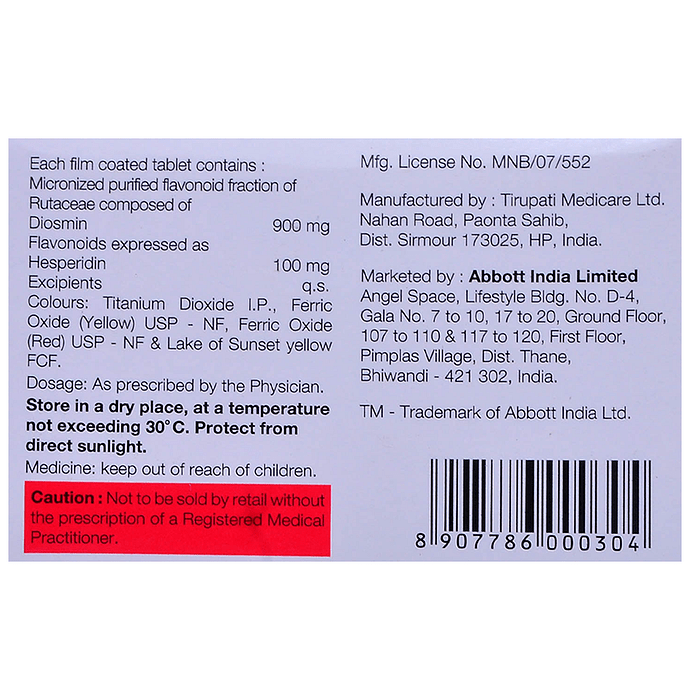 Each film coated tablet contains :
Micronized purified flavonoid fraction of
Rutaceae composed of
Diosmin 900 mg
Flavonoids expressed as
Hesperidin 100 mg
Excipients q.s.
Colours: Titanium Dioxide I.P., Ferric
Oxide (Yellow) USP - NF, Ferric Oxide
(Red) USP - NF & Lake of Sunset yellow
FCF.
Dosage: As prescribed by the Physician.
Store in a dry place, at a temperature
not exceeding 30°C. Protect from
direct sunlight.
Medicine: keep out of reach of children.
Caution : Not to be sold by retail without
the prescription of a Registered Medical
Practitioner.
Mfg. License No. MNB/07/552
Manufactured by : Tirupati Medicare Ltd.
Nahan Road, Paonta Sahib,
Dist. Sirmour 173025, HP, India.
Marketed by : Abbott India Limited
Angel Space, Lifestyle Bldg. No. D-4,
Gala No. 7 to 10, 17 to 20, Ground Floor,
107 to 110 & 117 to 120, First Floor,
Pimplas Village, Dist. Thane,
Bhiwandi - 421 302, India.
TM - Trademark of Abbott India Ltd.
8 907786 000304